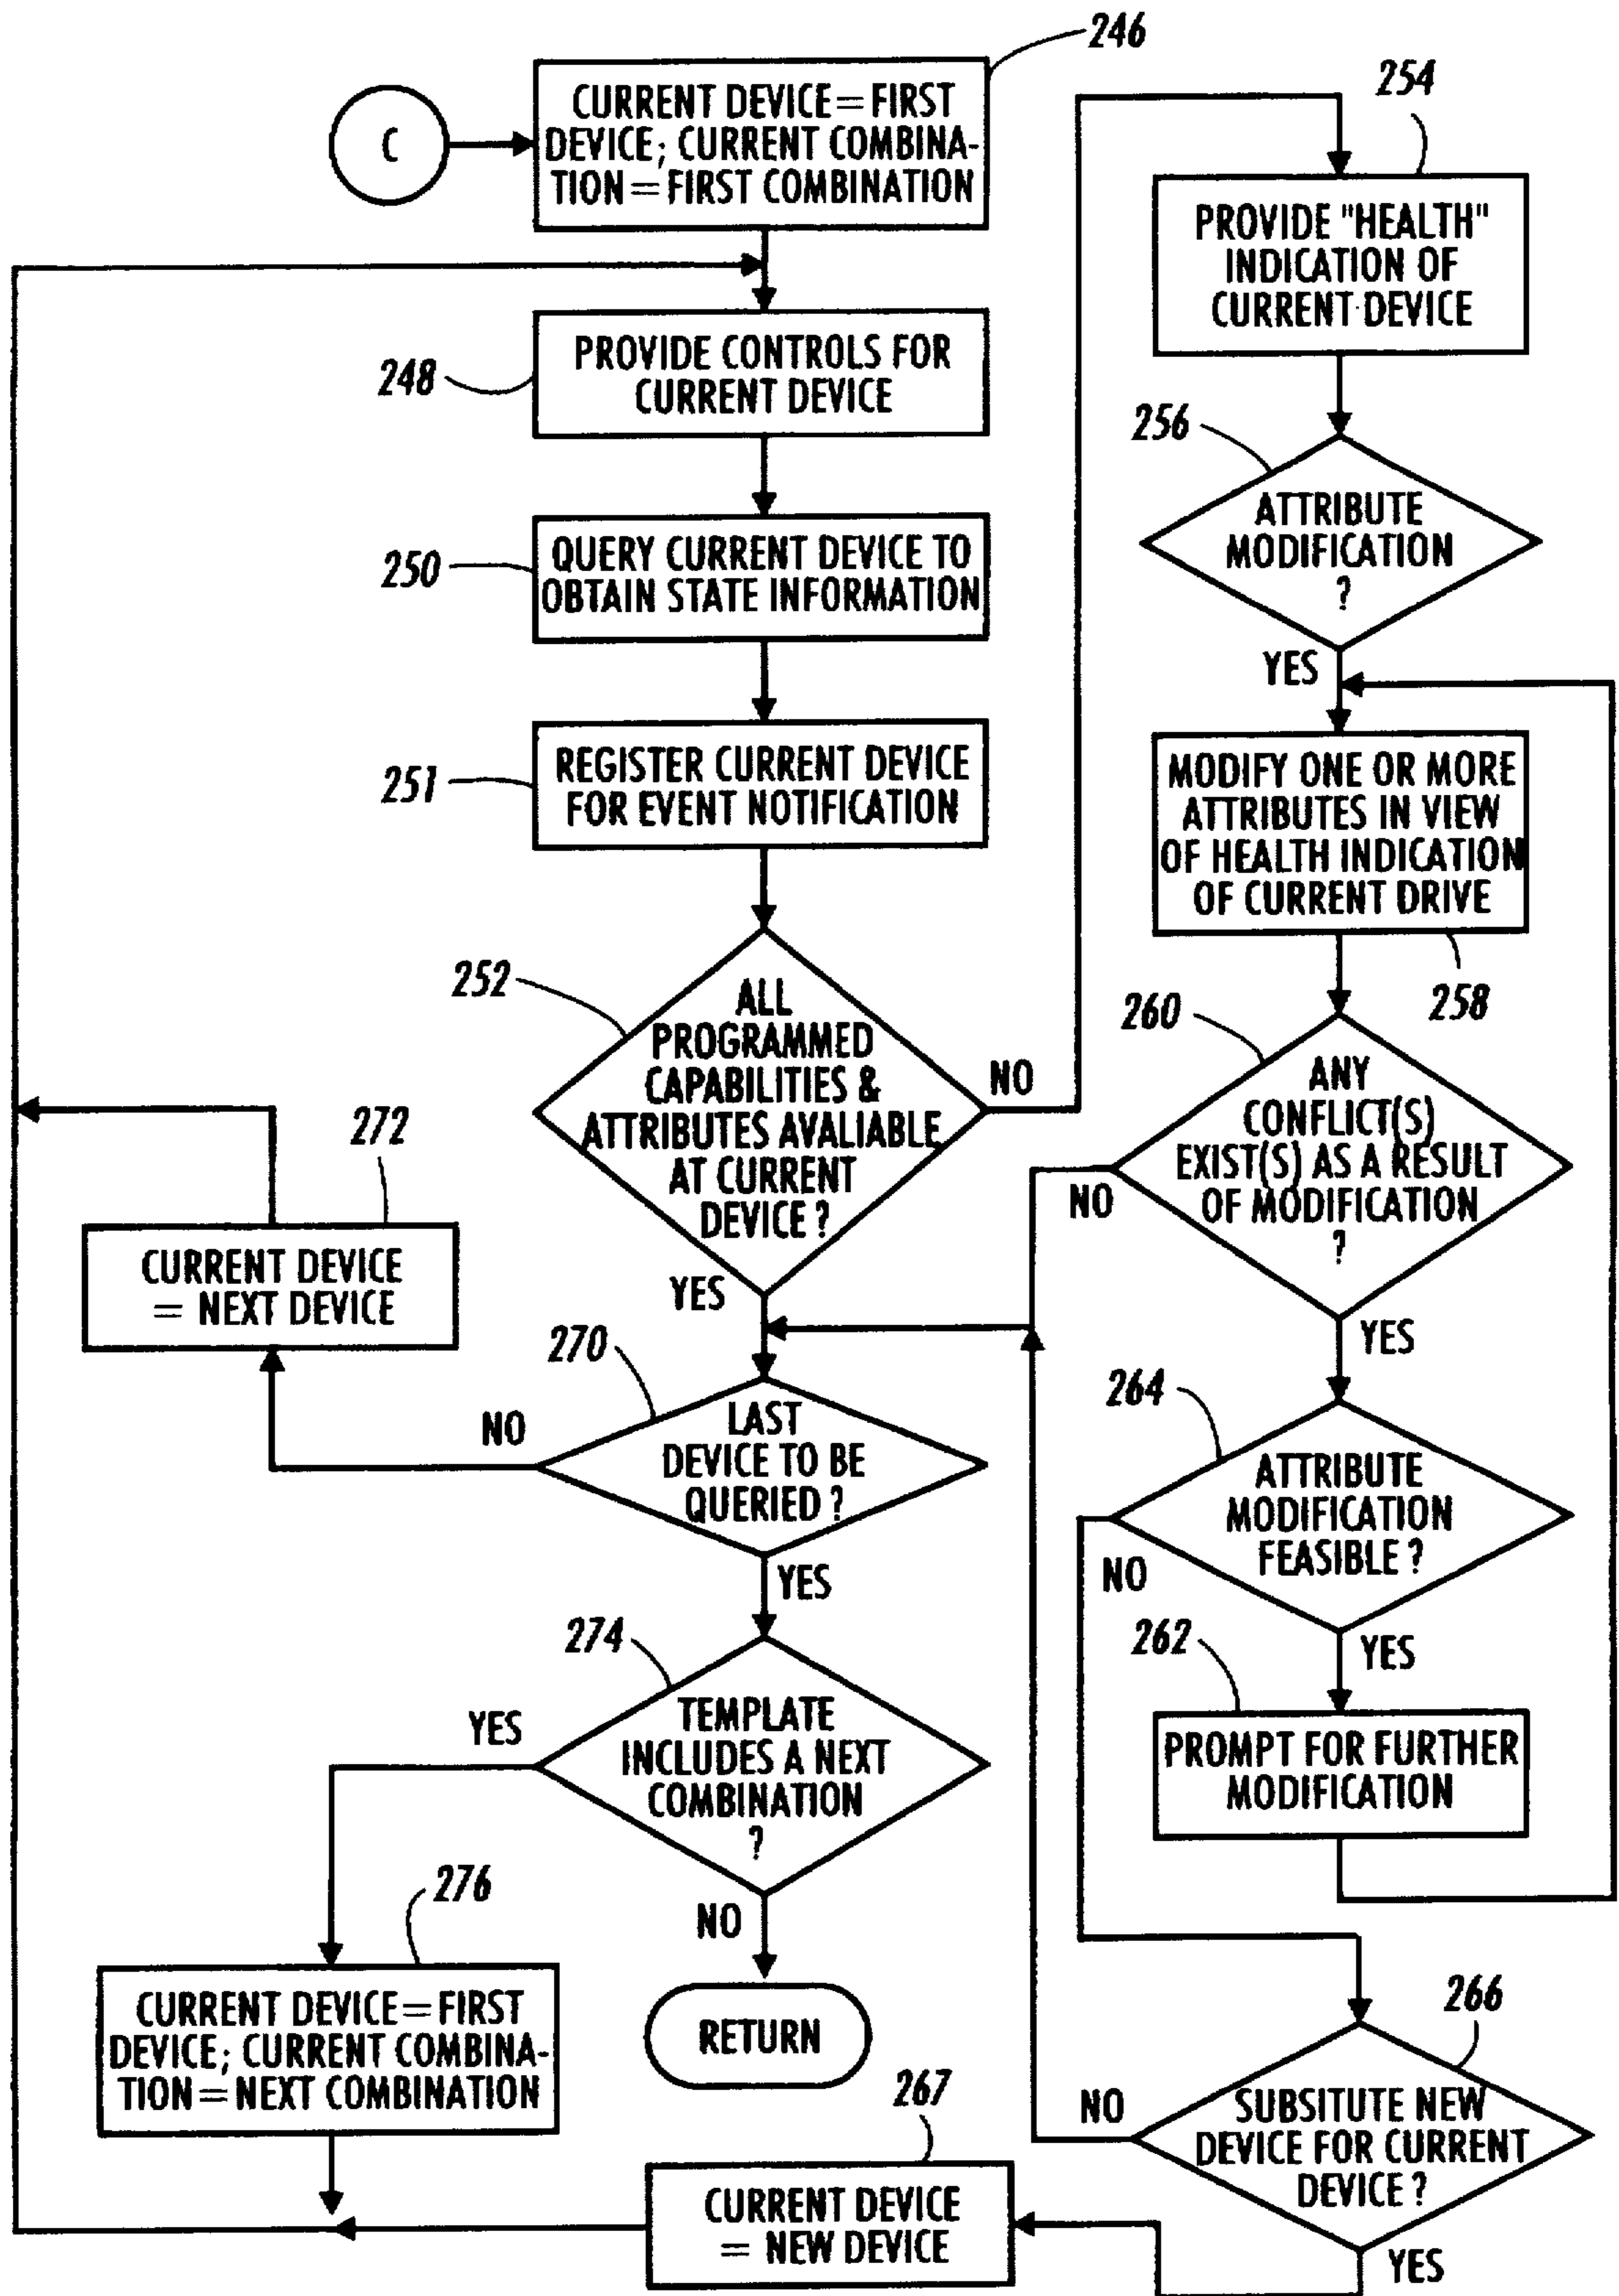 C
246
CURRENT DEVICE = FIRST
DEVICE; CURRENT COMBINA-
TION = FIRST COMBINATION
248
PROVIDE CONTROLS FOR
CURRENT DEVICE
250
QUERY CURRENT DEVICE TO
OBTAIN STATE INFORMATION
251
REGISTER CURRENT DEVICE
FOR EVENT NOTIFICATION
252
ALL
PROGRAMMED
CAPABILITIES &
ATTRIBUTES AVALIABLE
AT CURRENT
DEVICE ?
NO
YES
254
PROVIDE "HEALTH"
INDICATION OF
CURRENT DEVICE
256
ATTRIBUTE
MODIFICATION
?
YES
MODIFY ONE OR MORE
ATTRIBUTES IN VIEW
OF HEALTH INDICATION
OF CURRENT DRIVE
258
260
ANY
CONFLICT(S)
EXIST(S) AS A RESULT
OF MODIFICATION
?
NO
YES
264
ATTRIBUTE
MODIFICATION
FEASIBLE ?
NO
YES
262
PROMPT FOR FURTHER
MODIFICATION
266
SUBSITUTE NEW
DEVICE FOR CURRENT
DEVICE ?
NO
YES
267
CURRENT DEVICE
= NEW DEVICE
270
LAST
DEVICE TO BE
QUERIED ?
NO
YES
272
CURRENT DEVICE
= NEXT DEVICE
274
TEMPLATE
INCLUDES A NEXT
COMBINATION
?
YES
NO
276
CURRENT DEVICE = FIRST
DEVICE; CURRENT COMBINA-
TION = NEXT COMBINATION
RETURN